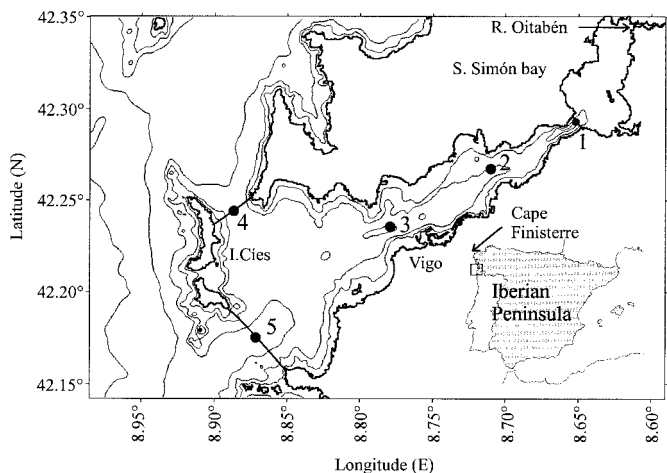 42.35°
R. Oitabén
S. Simón bay
42.30°
1
2
Latitude (N)
42.25°
4
3
Cape
Finisterre
I.Cíes
Vigo
42.20°
Iberian
Peninsula
5
42.15°
8.95°
8.90°
8.85°
8.80°
8.75°
8.70°
8.65°
8.60°
Longitude (E)